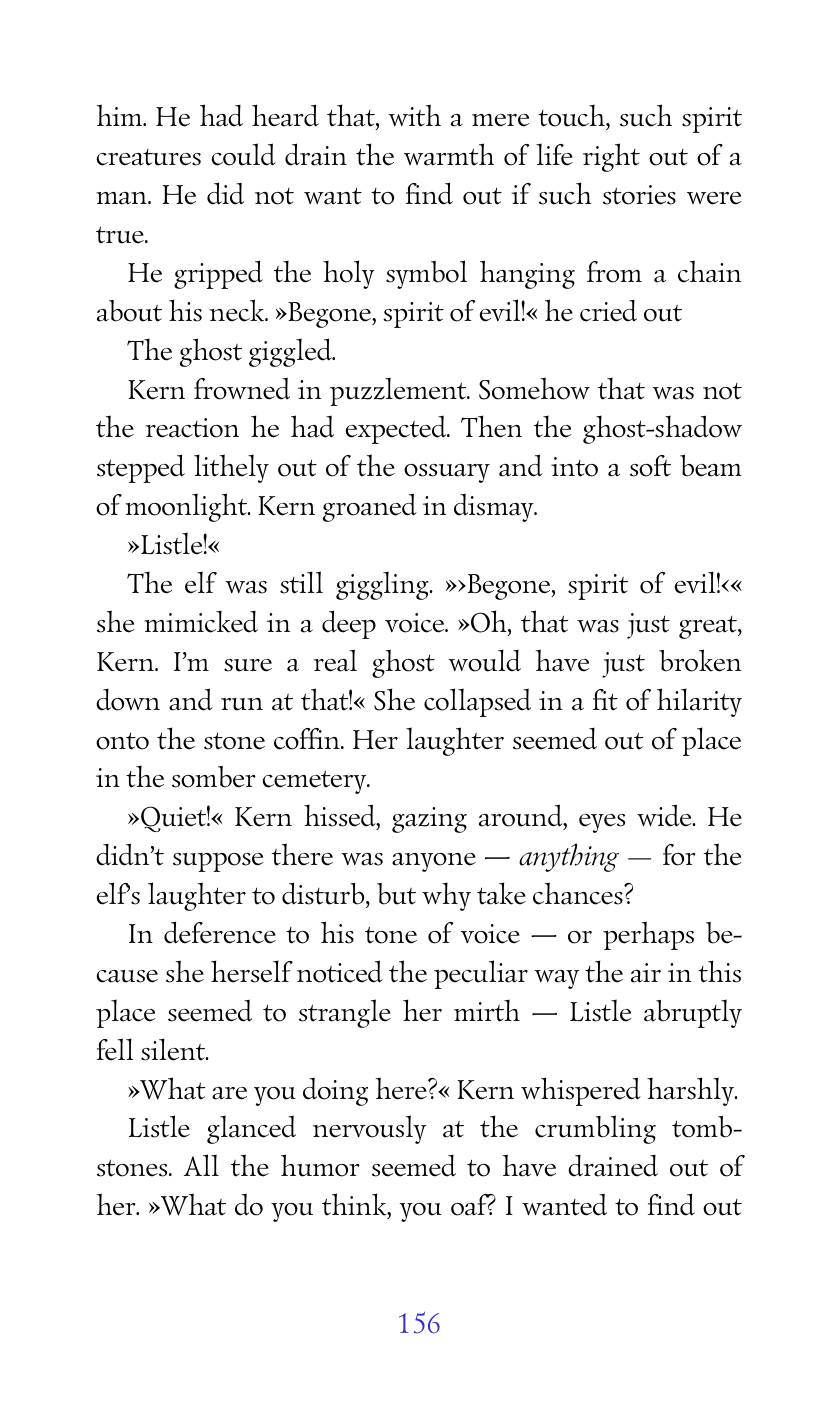 him. He had heard that, with a mere touch, such spirit
creatures could drain the warmth of life right out of a
man. He did not want to find out if such stories were
true.
He gripped the holy symbol hanging from a chain
about his neck. »Begone, spirit of evil!« he cried out
The ghost giggled.
Kern frowned in puzzlement. Somehow that was not
the reaction he had expected. Then the ghost-shadow
stepped lithely out of the ossuary and into a soft beam
of moonlight. Kern groaned in dismay.
»Listle!«
The elf was still giggling. »›Begone, spirit of evil!‹«
she mimicked in a deep voice. »Oh, that was just great,
Kern. I’m sure a real ghost would have just broken
down and run at that!« She collapsed in a fit of hilarity
onto the stone coffin. Her laughter seemed out of place
in the somber cemetery.
»Quiet!« Kern hissed, gazing around, eyes wide. He
didn’t suppose there was anyone — anything — for the
elf’s laughter to disturb, but why take chances?
In deference to his tone of voice — or perhaps be-
cause she herself noticed the peculiar way the air in this
place seemed to strangle her mirth — Listle abruptly
fell silent.
»What are you doing here?« Kern whispered harshly.
Listle glanced nervously at the crumbling tomb-
stones. All the humor seemed to have drained out of
her. »What do you think, you oaf? I wanted to find out
156